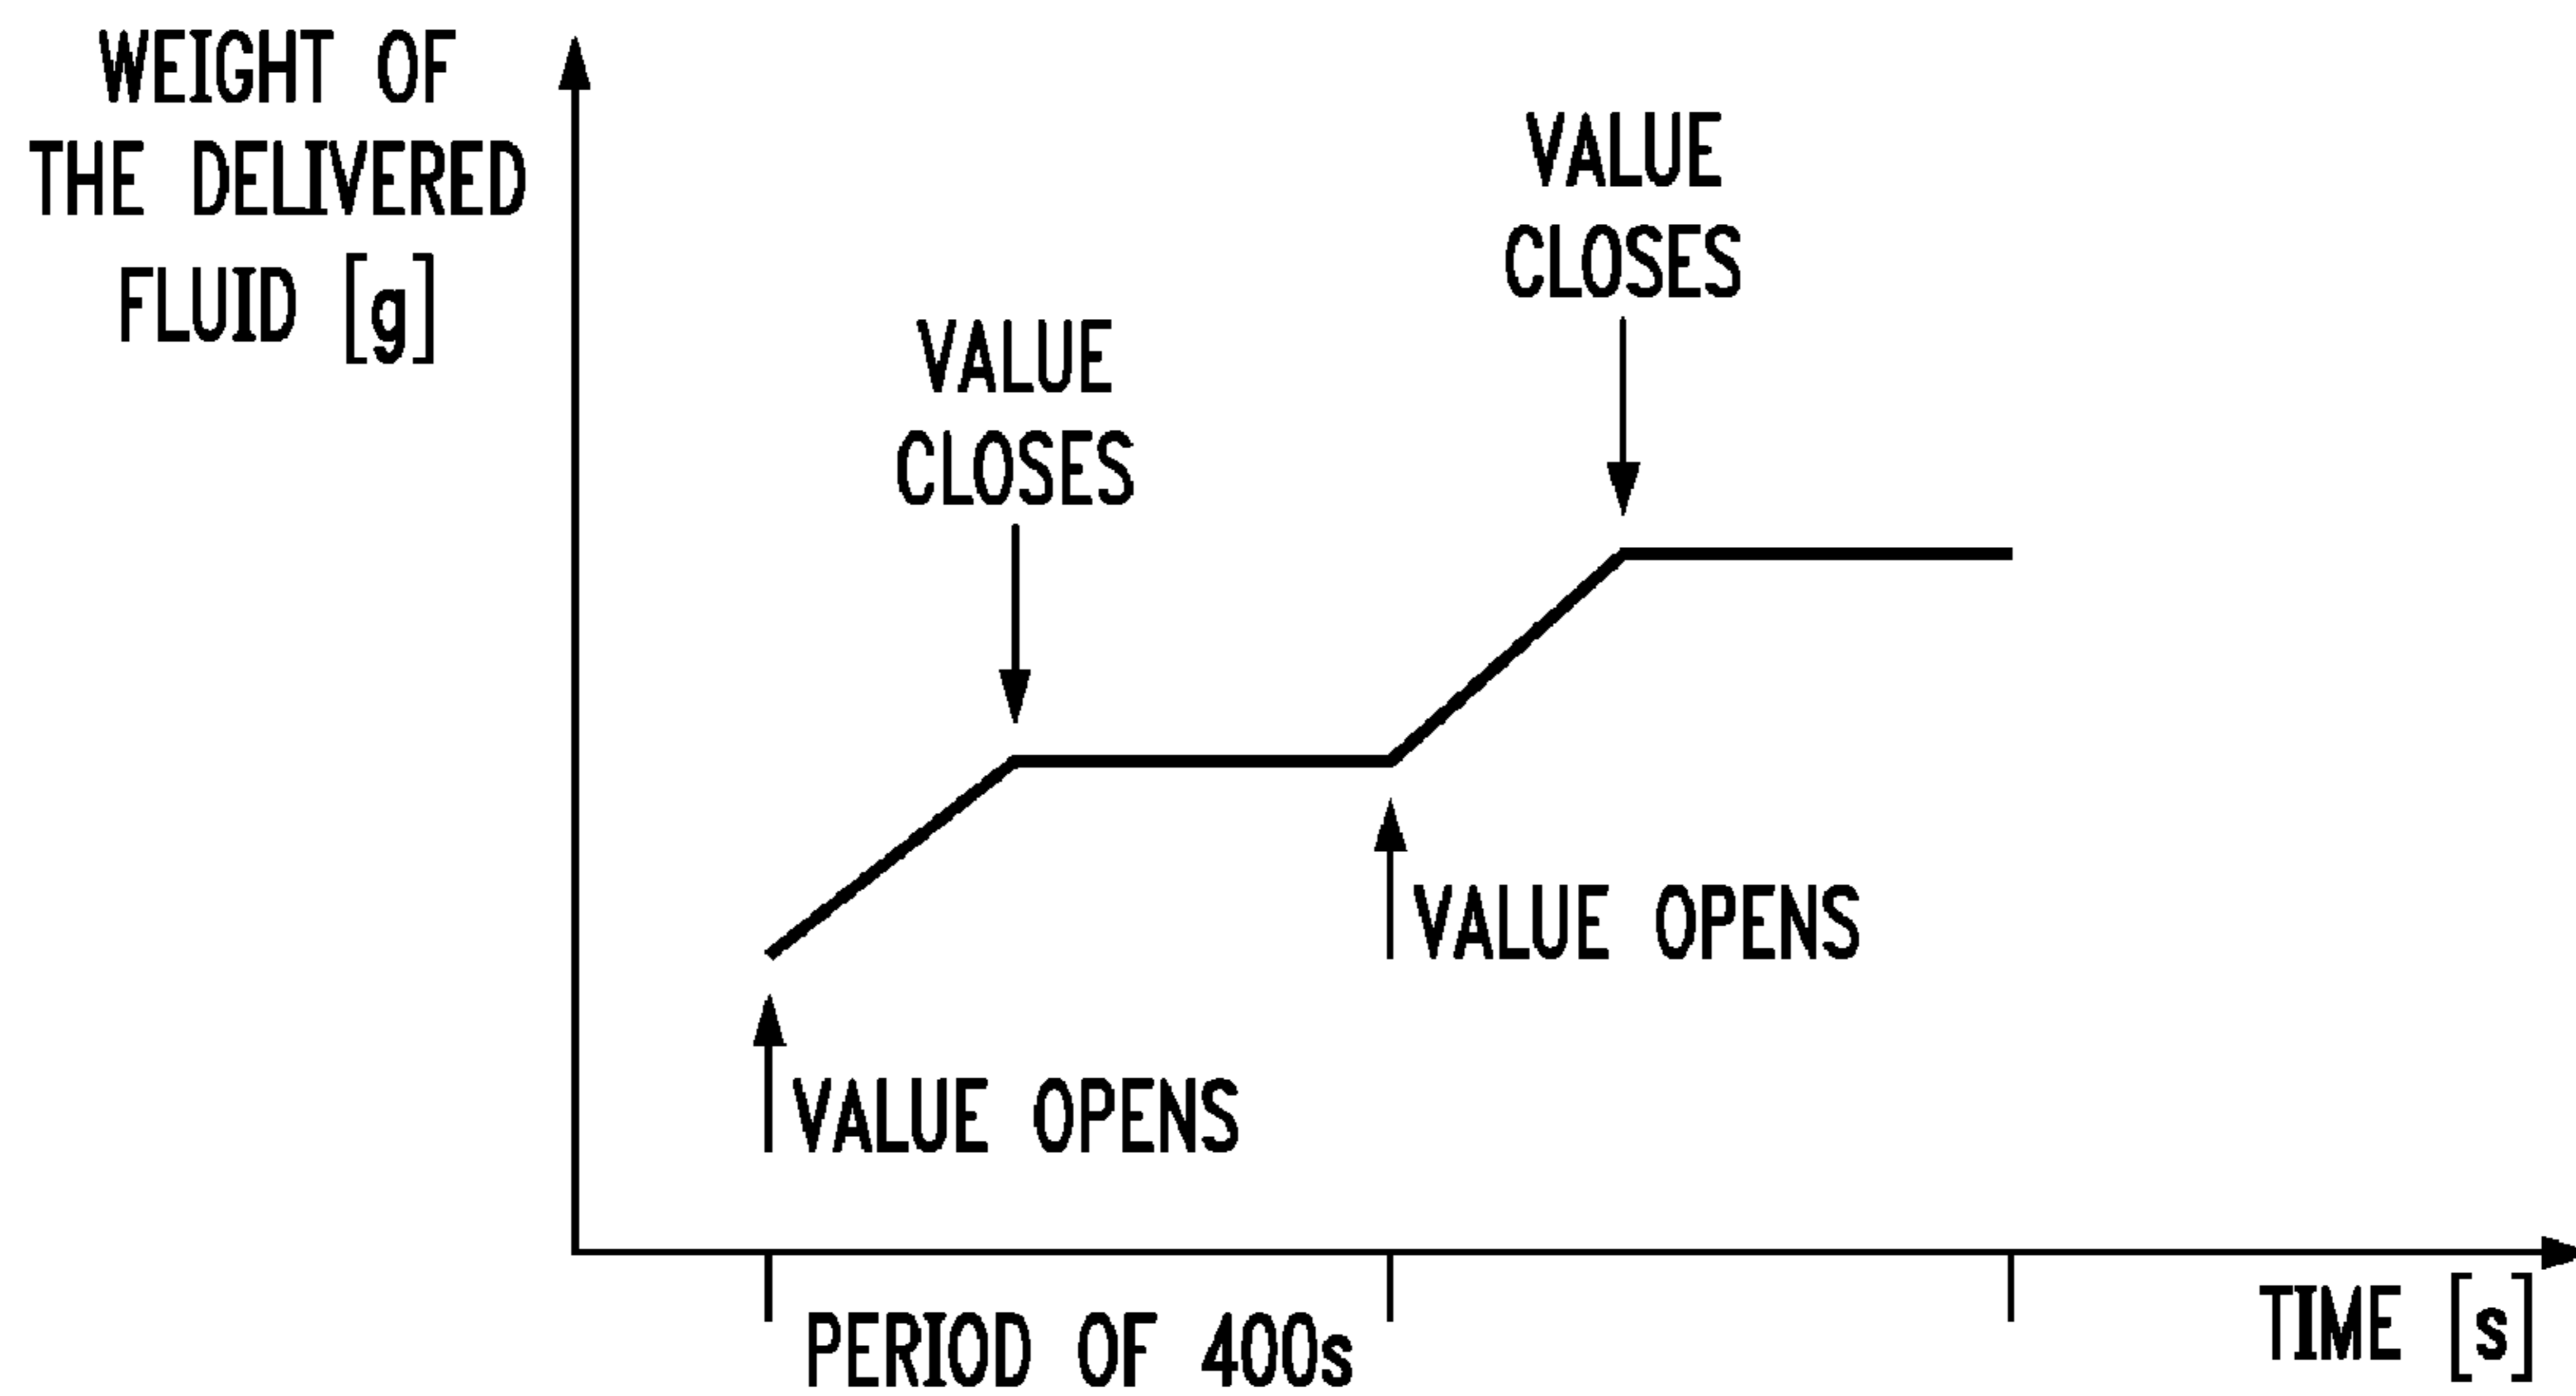 WEIGHT OF
THE DELIVERED
FLUID [g]
VALUE
CLOSES
VALUE
CLOSES
VALUE OPENS
VALUE OPENS
PERIOD OF 400s
TIME [s]